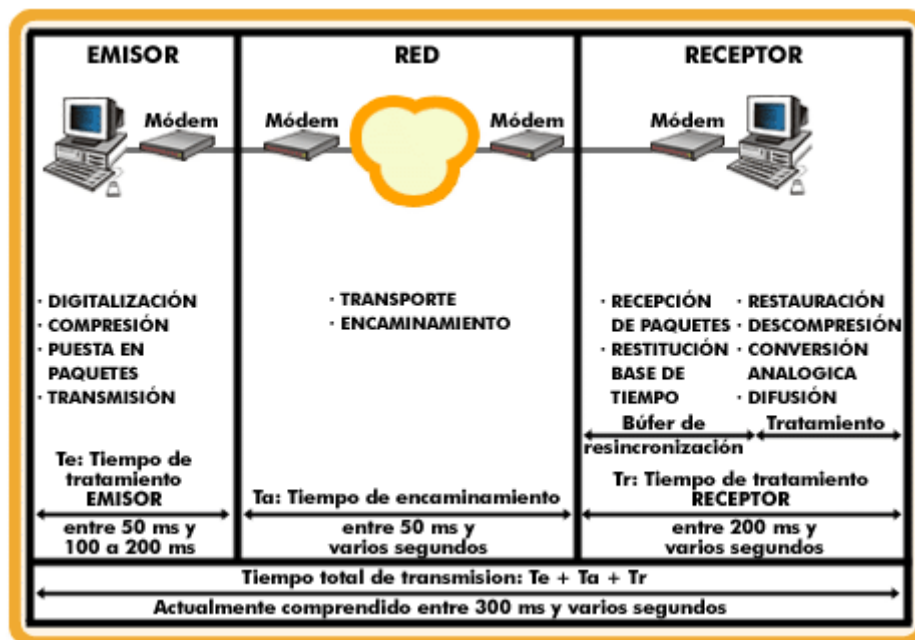 EMISOR
Módem
· DIGITALIZACIÓN
· COMPRESIÓN
· PUESTA EN
PAQUETES
· TRANSMISIÓN
Te: Tiempo de
tratamiento
EMISOR
entre 50 ms y
100 a 200 ms
RED
Módem
Módem
· TRANSPORTE
· ENCAMINAMIENTO
Ta: Tiempo de encaminamiento
entre 50 ms y
varios segundos
RECEPTOR
Módem
· RECEPCIÓN
DE PAQUETES
· RESTITUCIÓN
BASE DE
TIEMPO
· RESTAURACIÓN
· DESCOMPRESIÓN
· CONVERSIÓN
ANALOGICA
· DIFUSIÓN
Búfer de
resincronización
Tratamiento
Tr: Tiempo de tratamiento
RECEPTOR
entre 200 ms y
varios segundos
Tiempo total de transmision: Te + Ta + Tr
Actualmente comprendido entre 300 ms y varios segundos